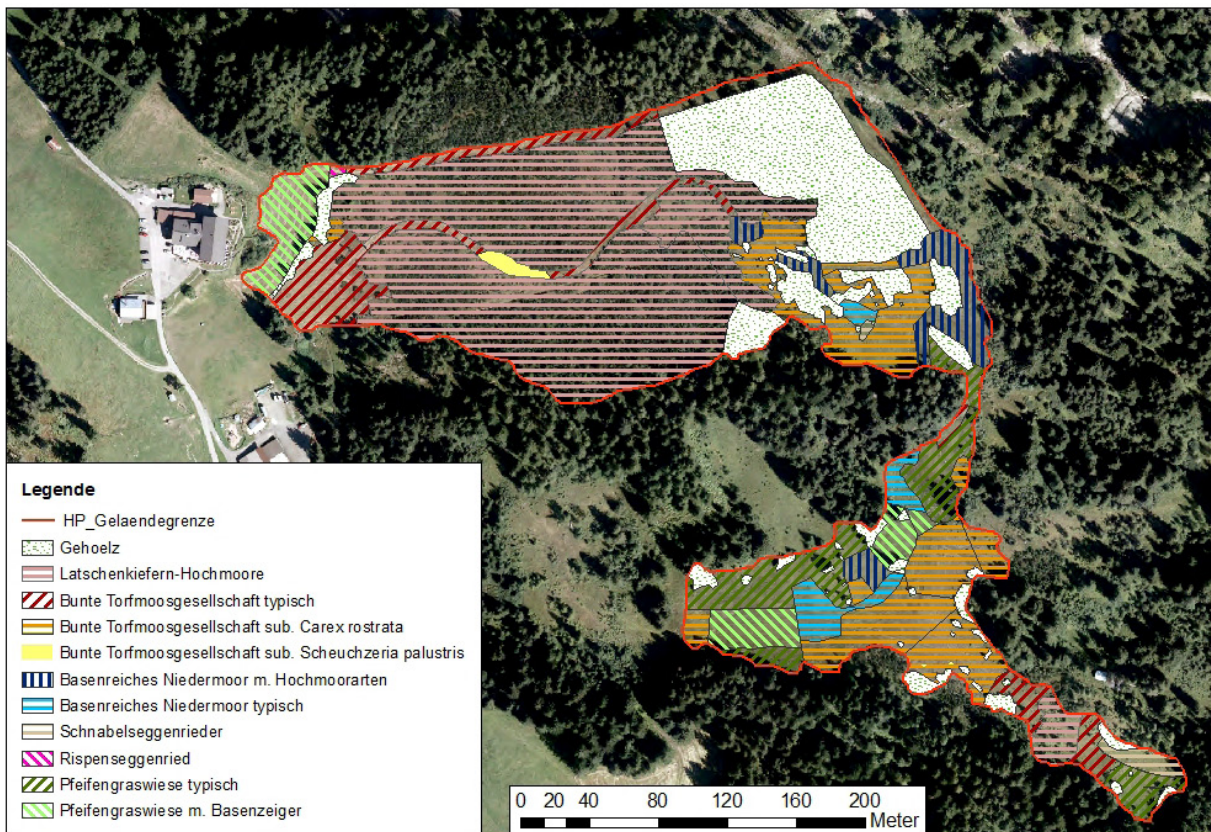 Legende
HP_Gelaendegrenze
Gehoelz
Latschenkiefern-Hochmoore
Bunte Torfmoosgesellschaft typisch
Bunte Torfmoosgesellschaft sub. Carex rostrata
Bunte Torfmoosgesellschaft sub. Scheuchzeria palustris
Basenreiches Niedermoor m. Hochmoorarten
Basenreiches Niedermoor typisch
Schnabelseggenrieder
Rispenseggenried
Pfeifengraswiese typisch
Pfeifengraswiese m. Basenzeiger
0 20 40 80 120 160 200
Meter